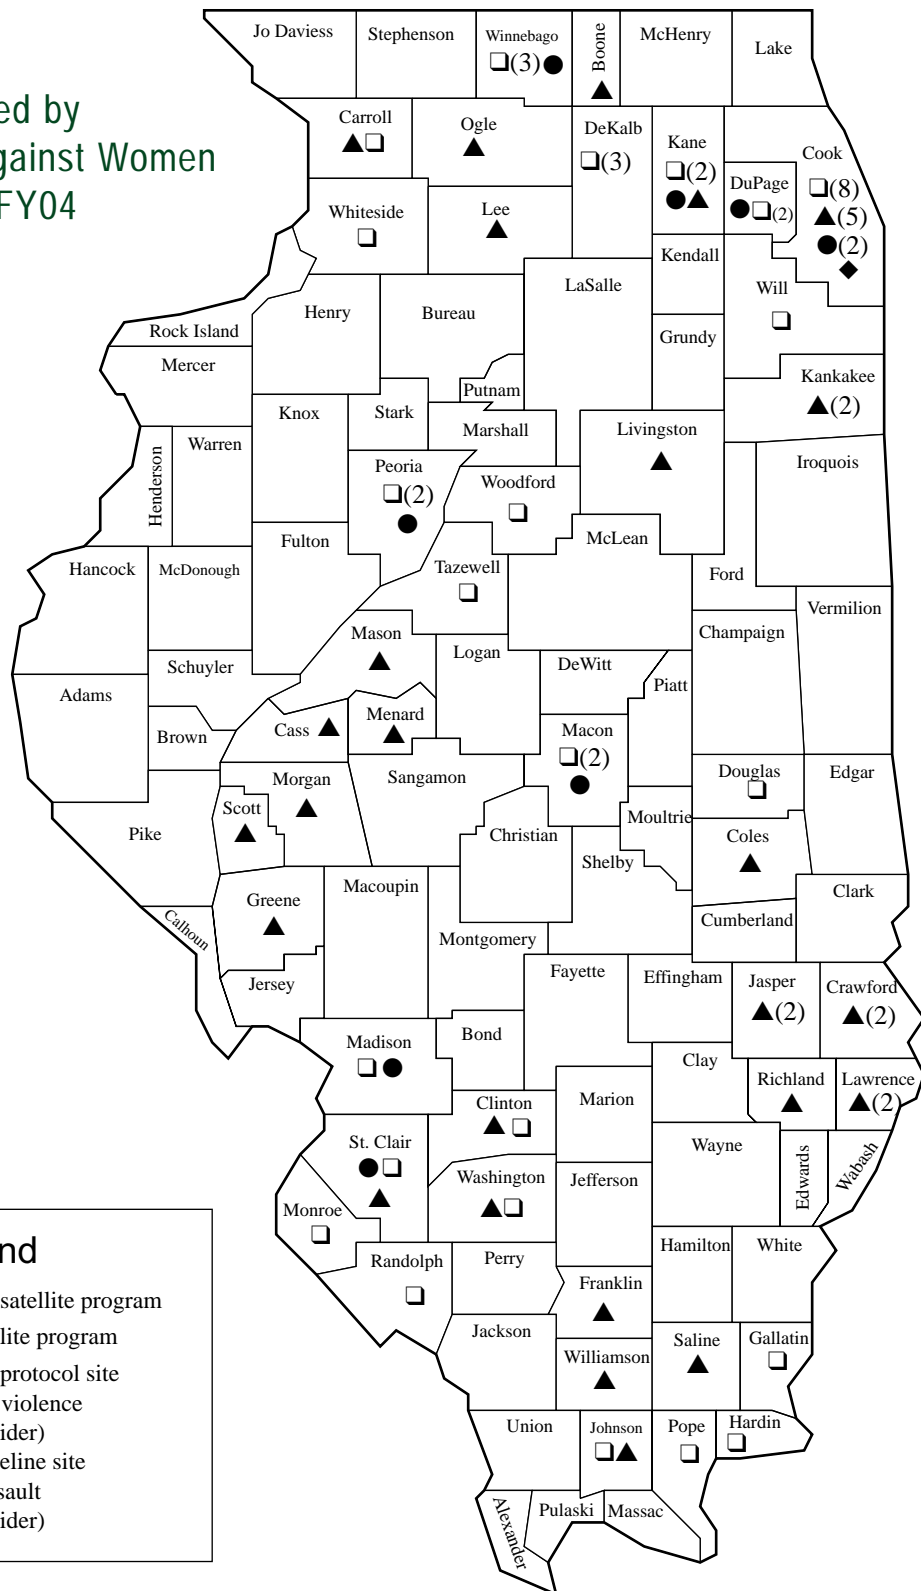 ed by
gainst Women
FY04
Jo Daviess
Stephenson
Winnebago
(3)
Boone
McHenry
Lake
Carroll
Ogle
DeKalb
(3)
Kane
(2)
DuPage
(2)
Cook
(8)
(5)
(2)
Whiteside
Lee
Kendall
LaSalle
Will
Rock Island
Henry
Bureau
Grundy
Mercer
Putnam
Kankakee
(2)
Knox
Stark
Marshall
Livingston
Henderson
Warren
Peoria
(2)
Woodford
Iroquois
Fulton
McLean
Hancock
McDonough
Tazewell
Ford
Vermilion
Mason
Logan
Champaign
Schuyler
DeWitt
Piatt
Adams
Brown
Cass
Menard
Macon
(2)
Morgan
Sangamon
Douglas
Edgar
Scott
Pike
Christian
Moultrie
Coles
Shelby
Greene
Macoupin
Clark
Calhoun
Cumberland
Montgomery
Jersey
Fayette
Effingham
Jasper
(2)
Crawford
(2)
Madison
Bond
Clay
Richland
Lawrence
(2)
Clinton
Marion
St. Clair
Wayne
Edwards
Wabash
Washington
Jefferson
Monroe
Randolph
Perry
Hamilton
White
Franklin
Jackson
Williamson
Saline
Gallatin
Union
Johnson
Pope
Hardin
Alexander
Pulaski
Massac
nd
satellite program
lite program
protocol site
violence
ider)
eline site
sault
ider)